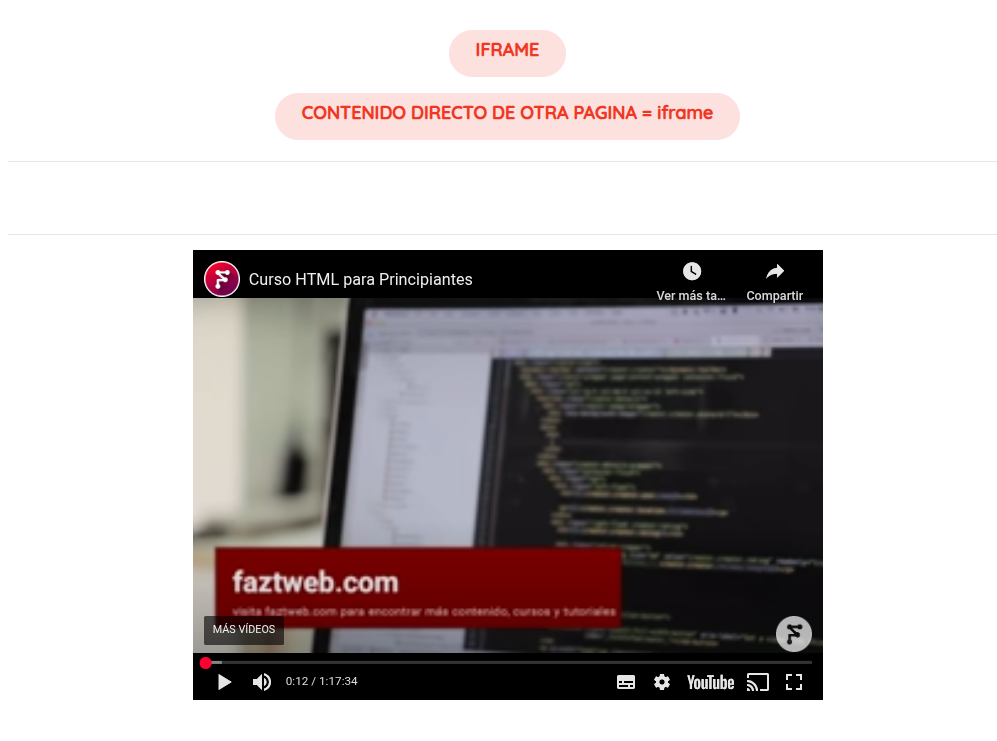 IFRAME
CONTENIDO DIRECTO DE OTRA PAGINA = iframe
Curso HTML para Principiantes
Ver más ta...
Compartir
faztweb.com
visita faztweb.com para encontrar más contenido, cursos y tutoriales
MÁS VÍDEOS
0:12 / 1:17:34
YouTube